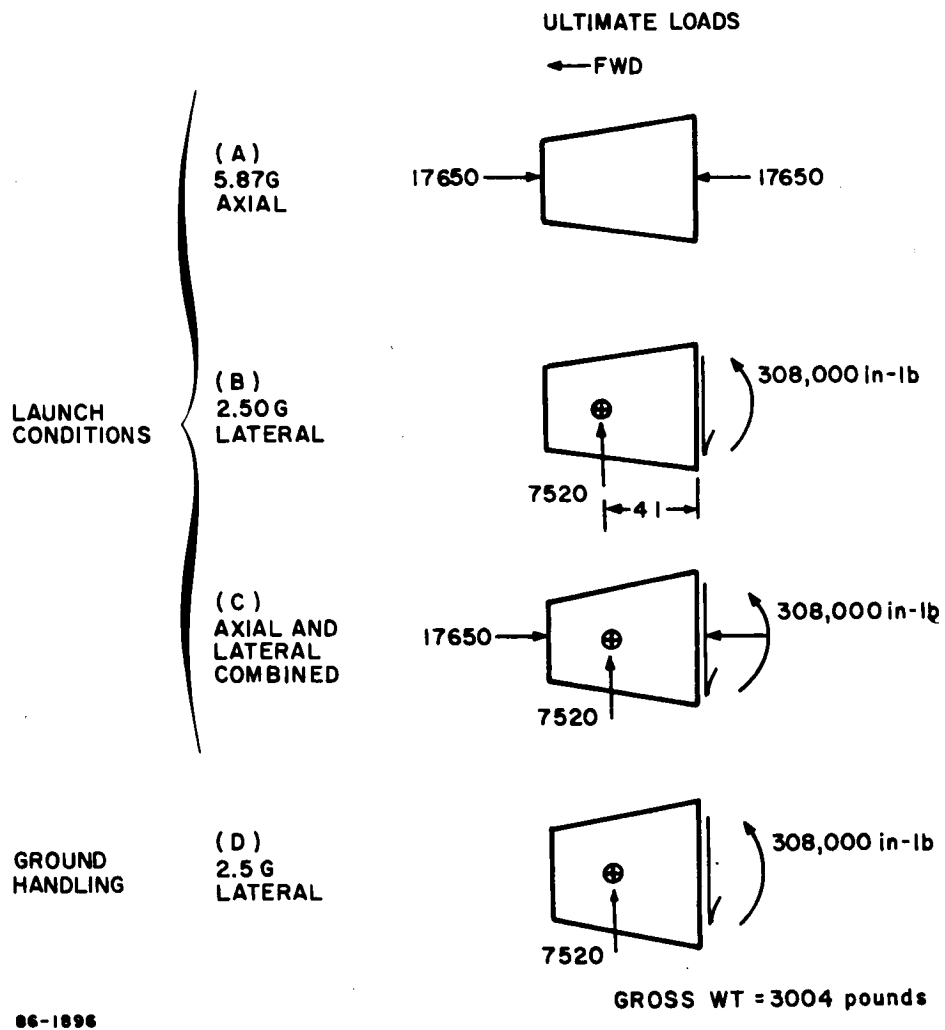 ULTIMATE LOADS
FWD
(A)
5.87G
AXIAL
17650
17650
LAUNCH
CONDITIONS
(B)
2.50G
LATERAL
308,000 in-lb
7520
41
(C)
AXIAL AND
LATERAL
COMBINED
17650
308,000 in-lb
7520
GROUND
HANDLING
(D)
2.5 G
LATERAL
308,000 in-lb
7520
GROSS WT = 3004 pounds
86-1896